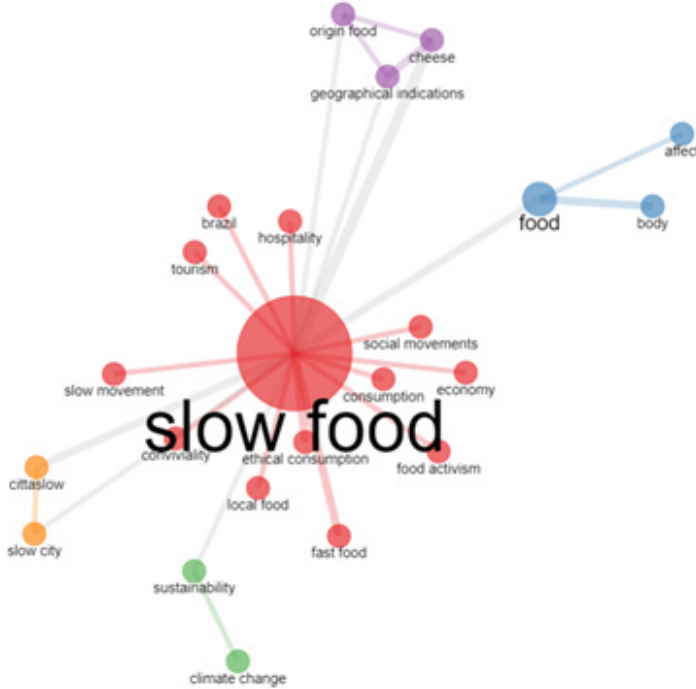 origin food
cheese
geographical indications
affect
food
body
brazil
hospitality
tourism
social movements
slow movement
consumption
economy
slow food
conviviality
ethical consumption
food activism
cittaslow
local food
slow city
fast food
sustainability
climate change